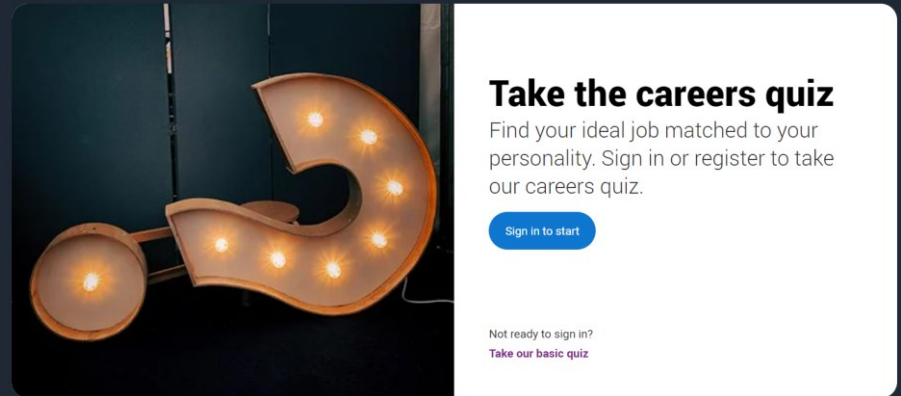 Take the careers quiz
Find your ideal job matched to your
personality. Sign in or register to take
our careers quiz.
Sign in to start
Not ready to sign in?
Take our basic quiz